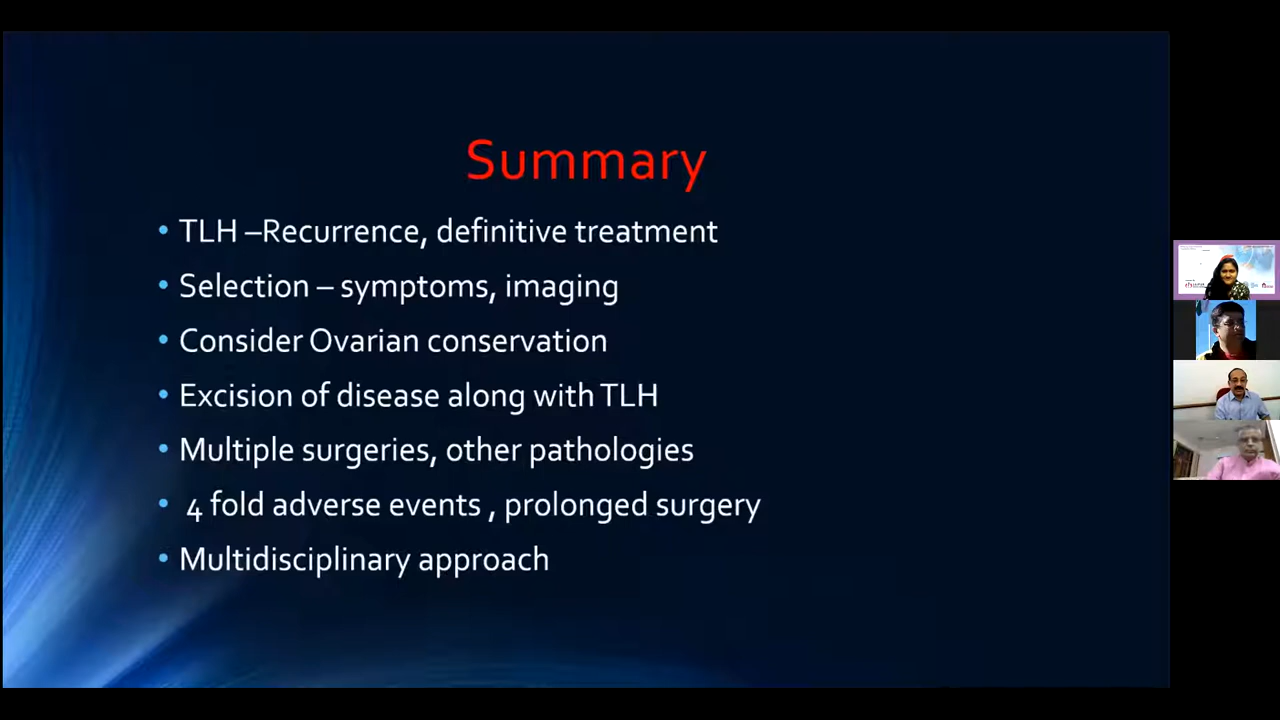 Summary
• TLH –Recurrence, definitive treatment
• Selection – symptoms, imaging
• Consider Ovarian conservation
• Excision of disease along with TLH
• Multiple surgeries, other pathologies
• 4 fold adverse events , prolonged surgery
• Multidisciplinary approach